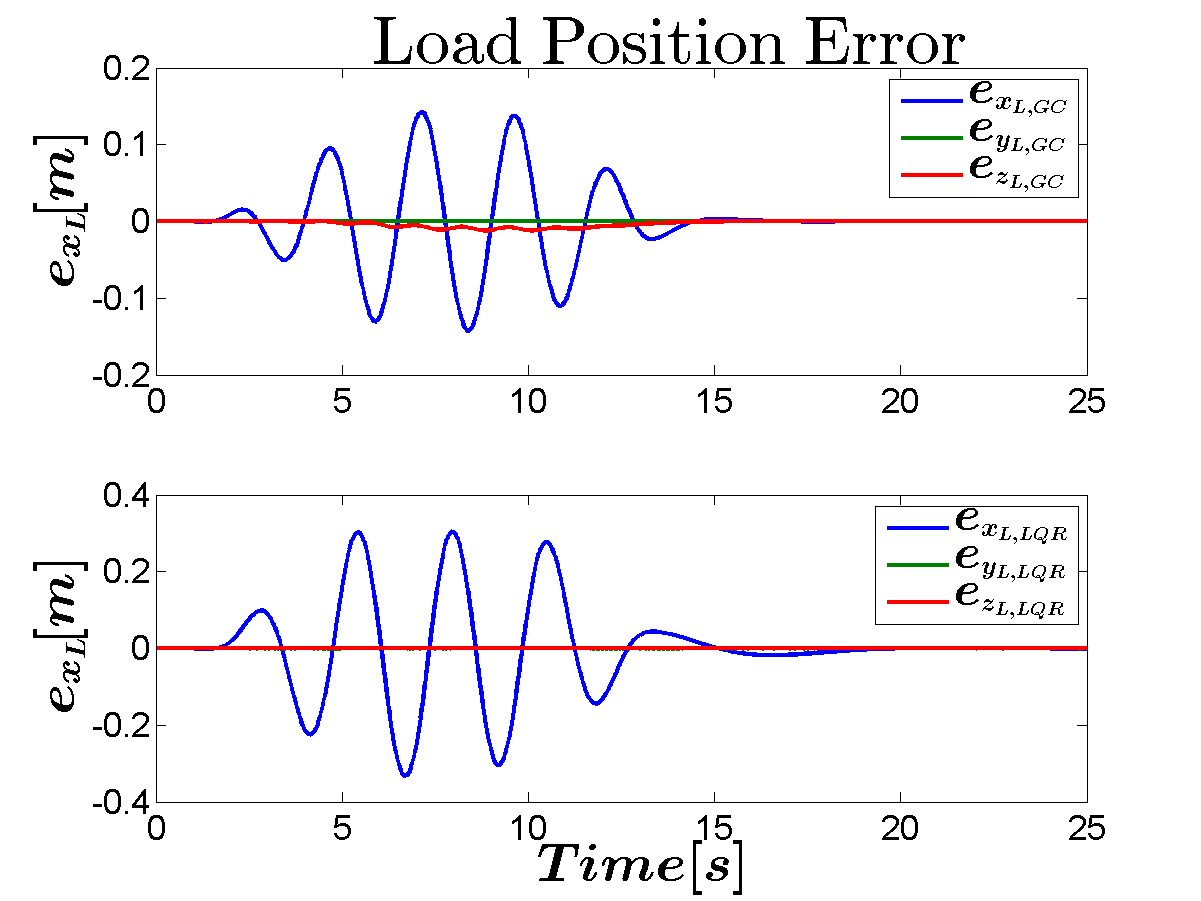 Load Position Error
e_{x_L}[m]
0.2
0.1
0
-0.1
-0.2
e_{x_{L,GC}}
e_{y_{L,GC}}
e_{z_{L,GC}}
0 5 10 15 20 25
e_{x_L}[m]
0.4
0.2
0
-0.2
-0.4
e_{x_{L,LQR}}
e_{y_{L,LQR}}
e_{z_{L,LQR}}
0 5 10 15 20 25
Time[s]